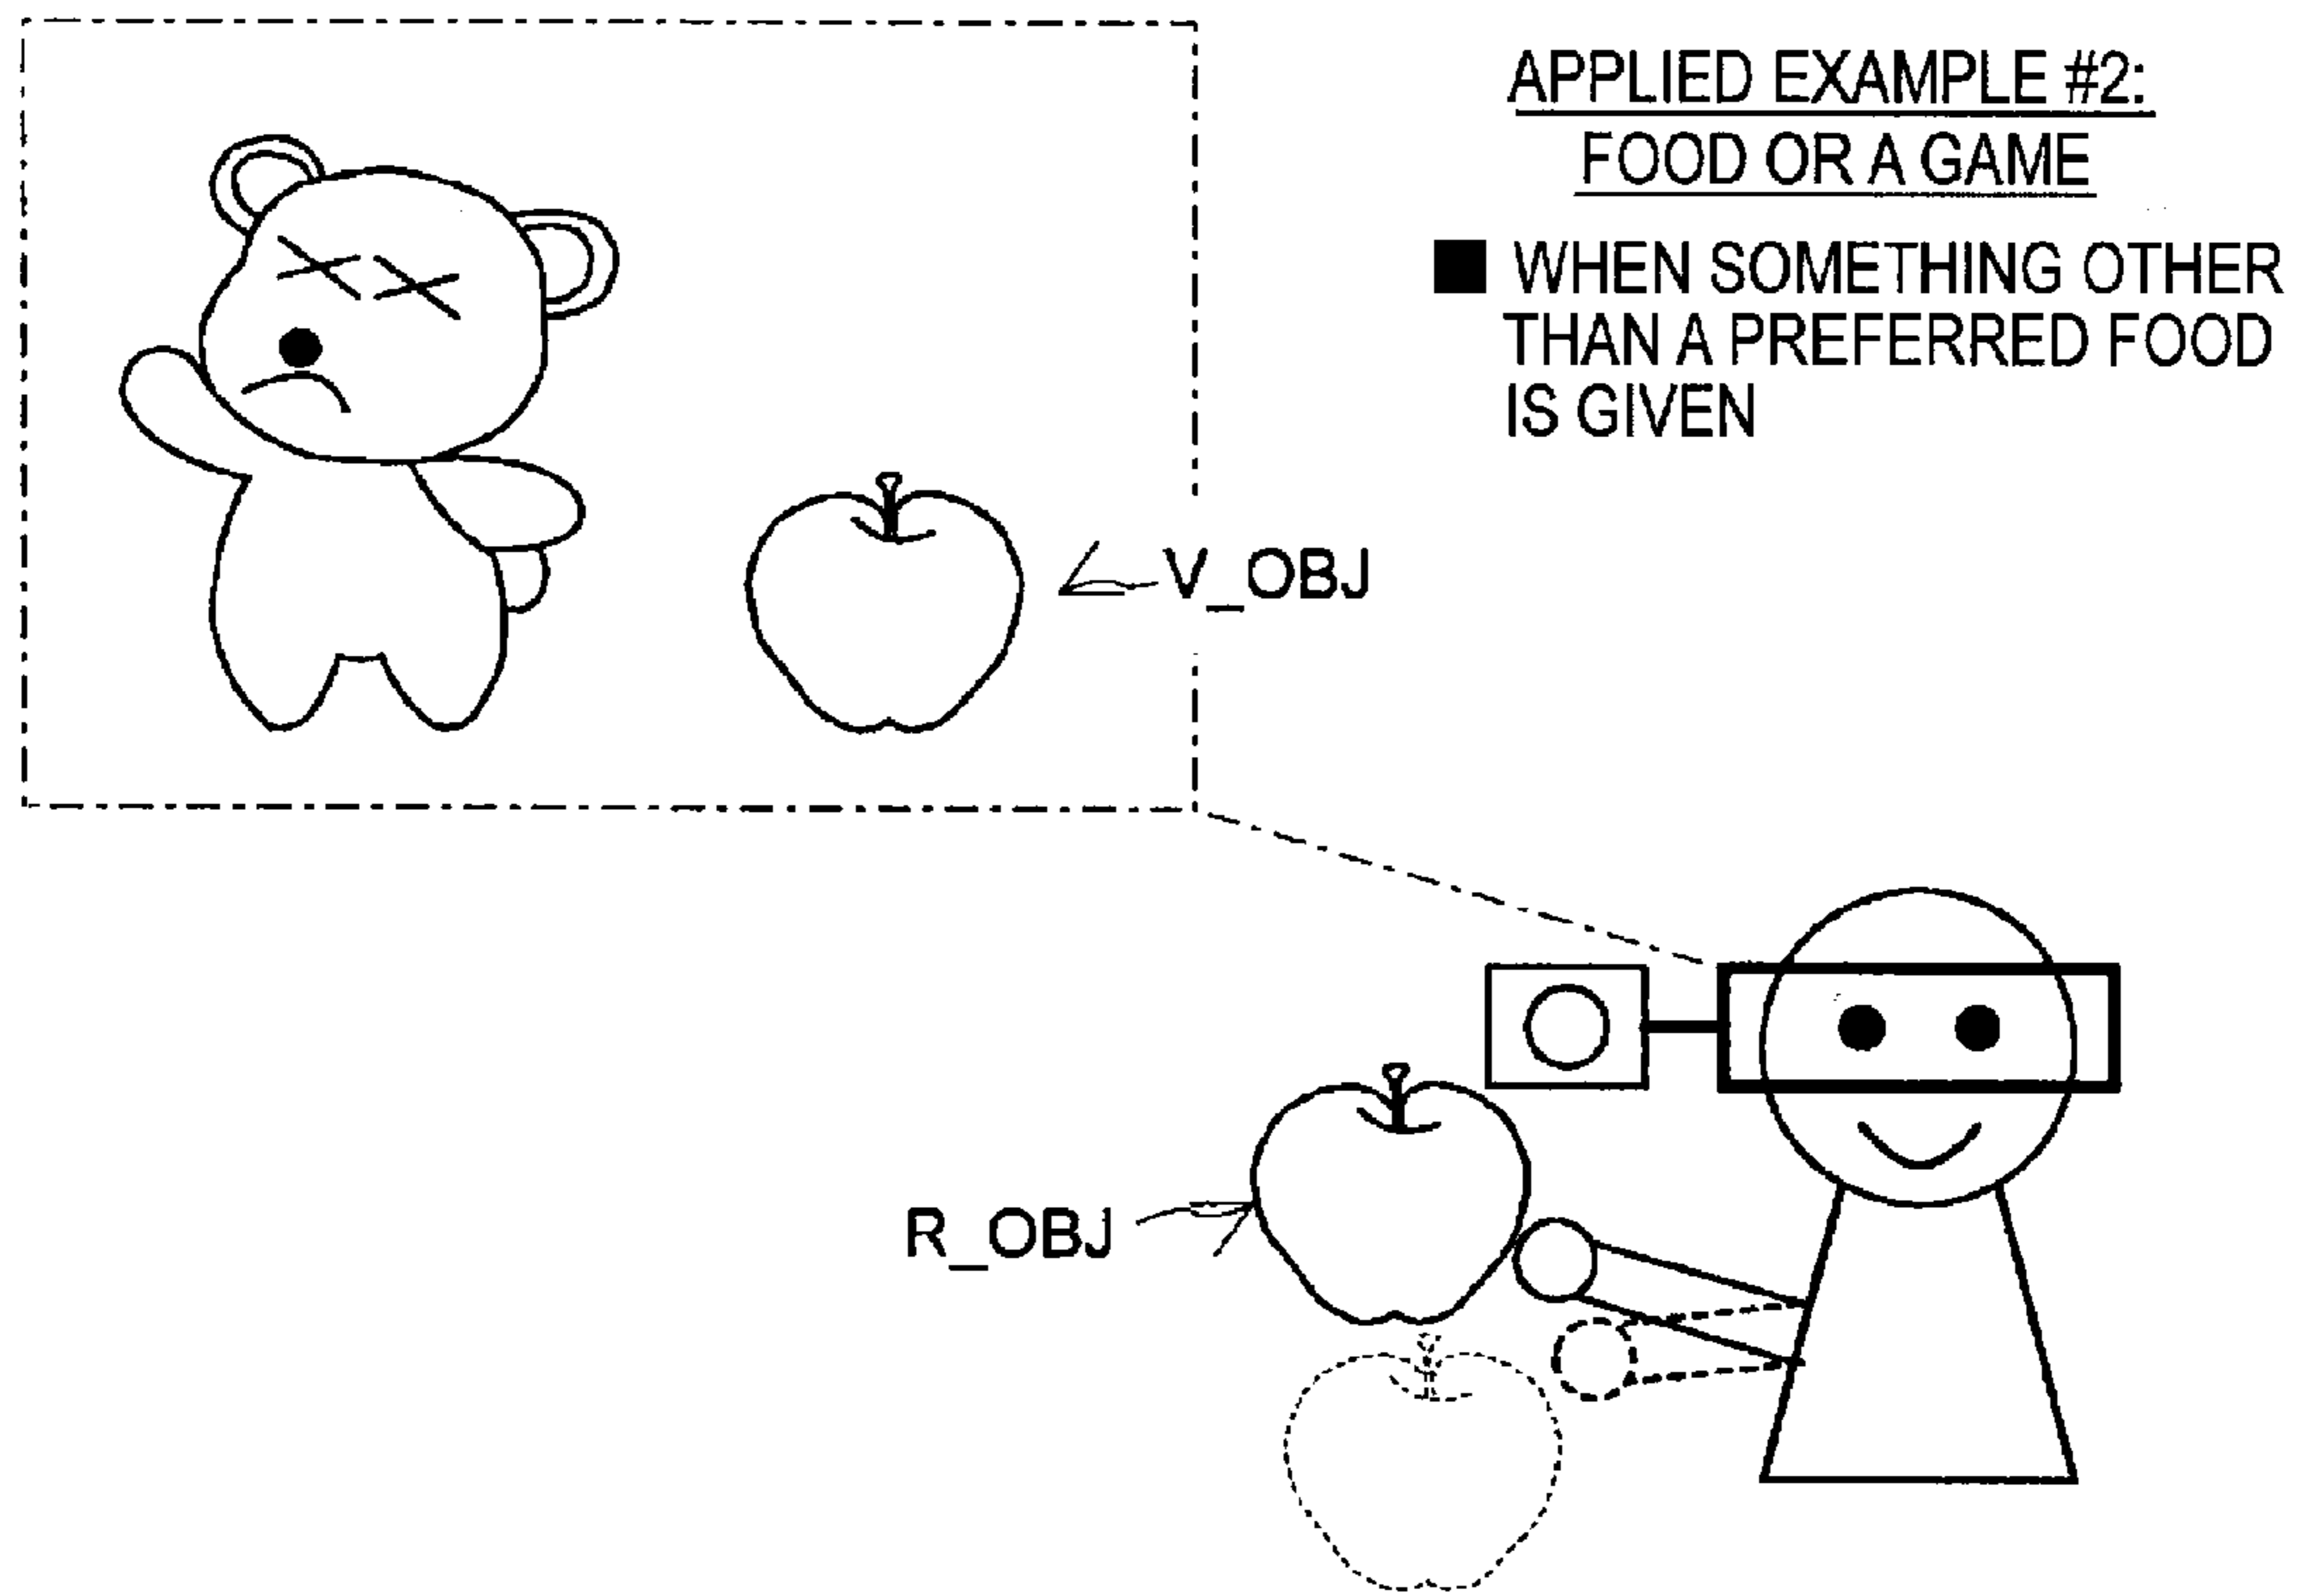 APPLIED EXAMPLE #2:
FOOD OR A GAME
■ WHEN SOMETHING OTHER
THAN A PREFERRED FOOD
IS GIVEN
V_OBJ
R_OBJ